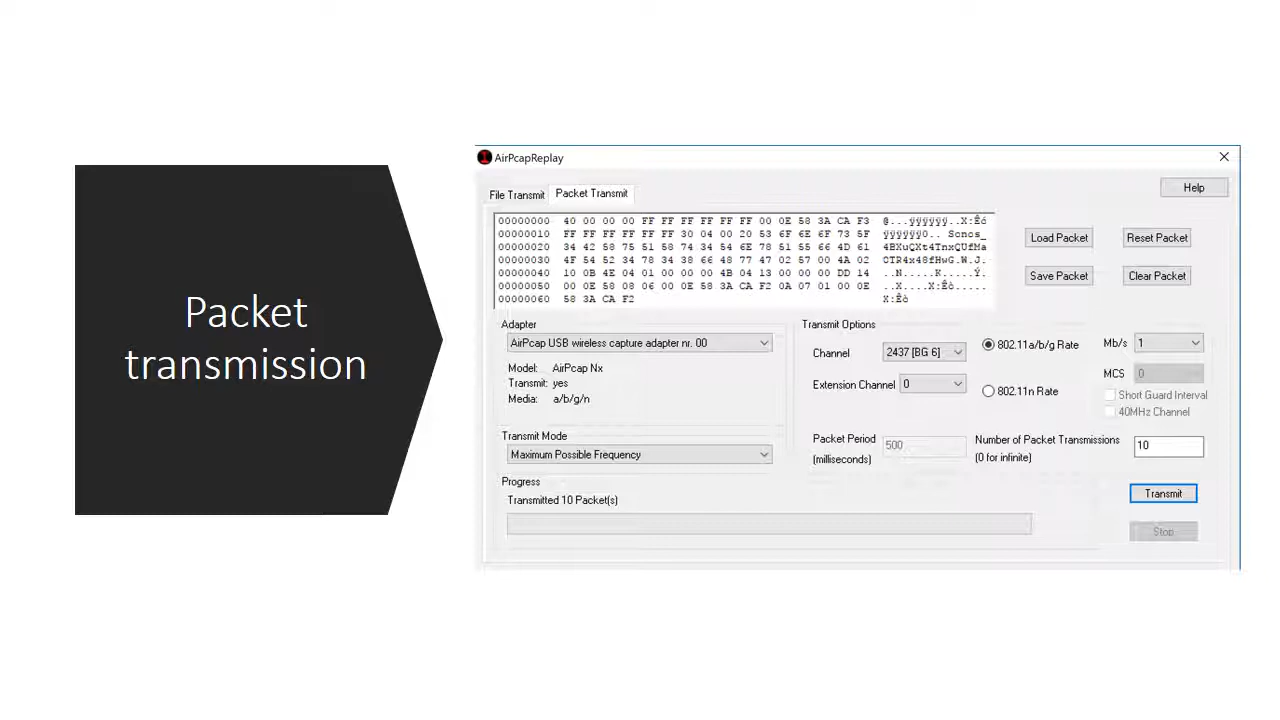 Packet
transmission
AirPcapReplay
File Transmit
Packet Transmit
Help
00000000 40 00 00 00 FF FF FF FF FF FF 00 0E 58 3A CA F3 @...ÿÿÿÿÿÿ..X:Êó
00000010 FF FF FF FF FF FF 30 04 00 20 53 6F 6E 6F 73 5F ÿÿÿÿÿÿ0.. Sonos_
00000020 34 42 58 75 51 58 74 34 54 6E 78 51 55 66 4D 61 4BXuQXt4TnxQUfMa
00000030 4F 54 52 34 78 34 38 66 48 77 47 02 57 00 4A 02 OTR4x48fHwG.W.J.
00000040 10 0B 4E 04 01 00 00 00 4B 04 13 00 00 00 DD 14 ..N.....K.....Ý.
00000050 00 0E 58 08 06 00 0E 58 3A CA F2 0A 07 01 00 0E ..X....X:Êò.....
00000060 58 3A CA F2 X:Êò
Load Packet
Reset Packet
Save Packet
Clear Packet
Adapter
AirPcap USB wireless capture adapter nr. 00
Model: AirPcap Nx
Transmit: yes
Media: a/b/g/n
Transmit Mode
Maximum Possible Frequency
Progress
Transmitted 10 Packet(s)
Transmit Options
Channel 2437 [BG 6]
Extension Channel 0
802.11a/b/g Rate
802.11n Rate
Mb/s 1
MCS 0
Short Guard Interval
40MHz Channel
Packet Period 500
(milliseconds)
Number of Packet Transmissions 10
(0 for infinite)
Transmit
Stop